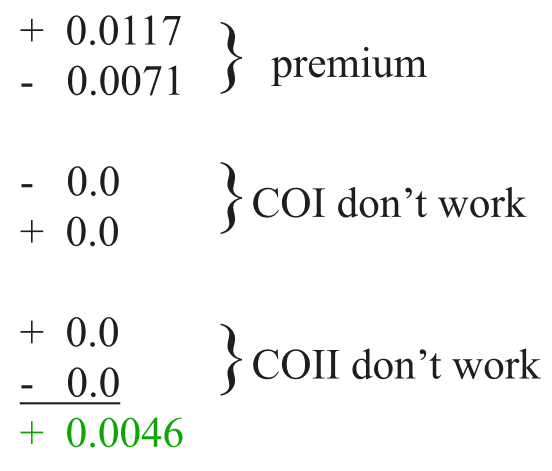 + 0.0117
- 0.0071
} premium
- 0.0
+ 0.0
} COI don’t work
+ 0.0
- 0.0
} COII don’t work
+ 0.0046